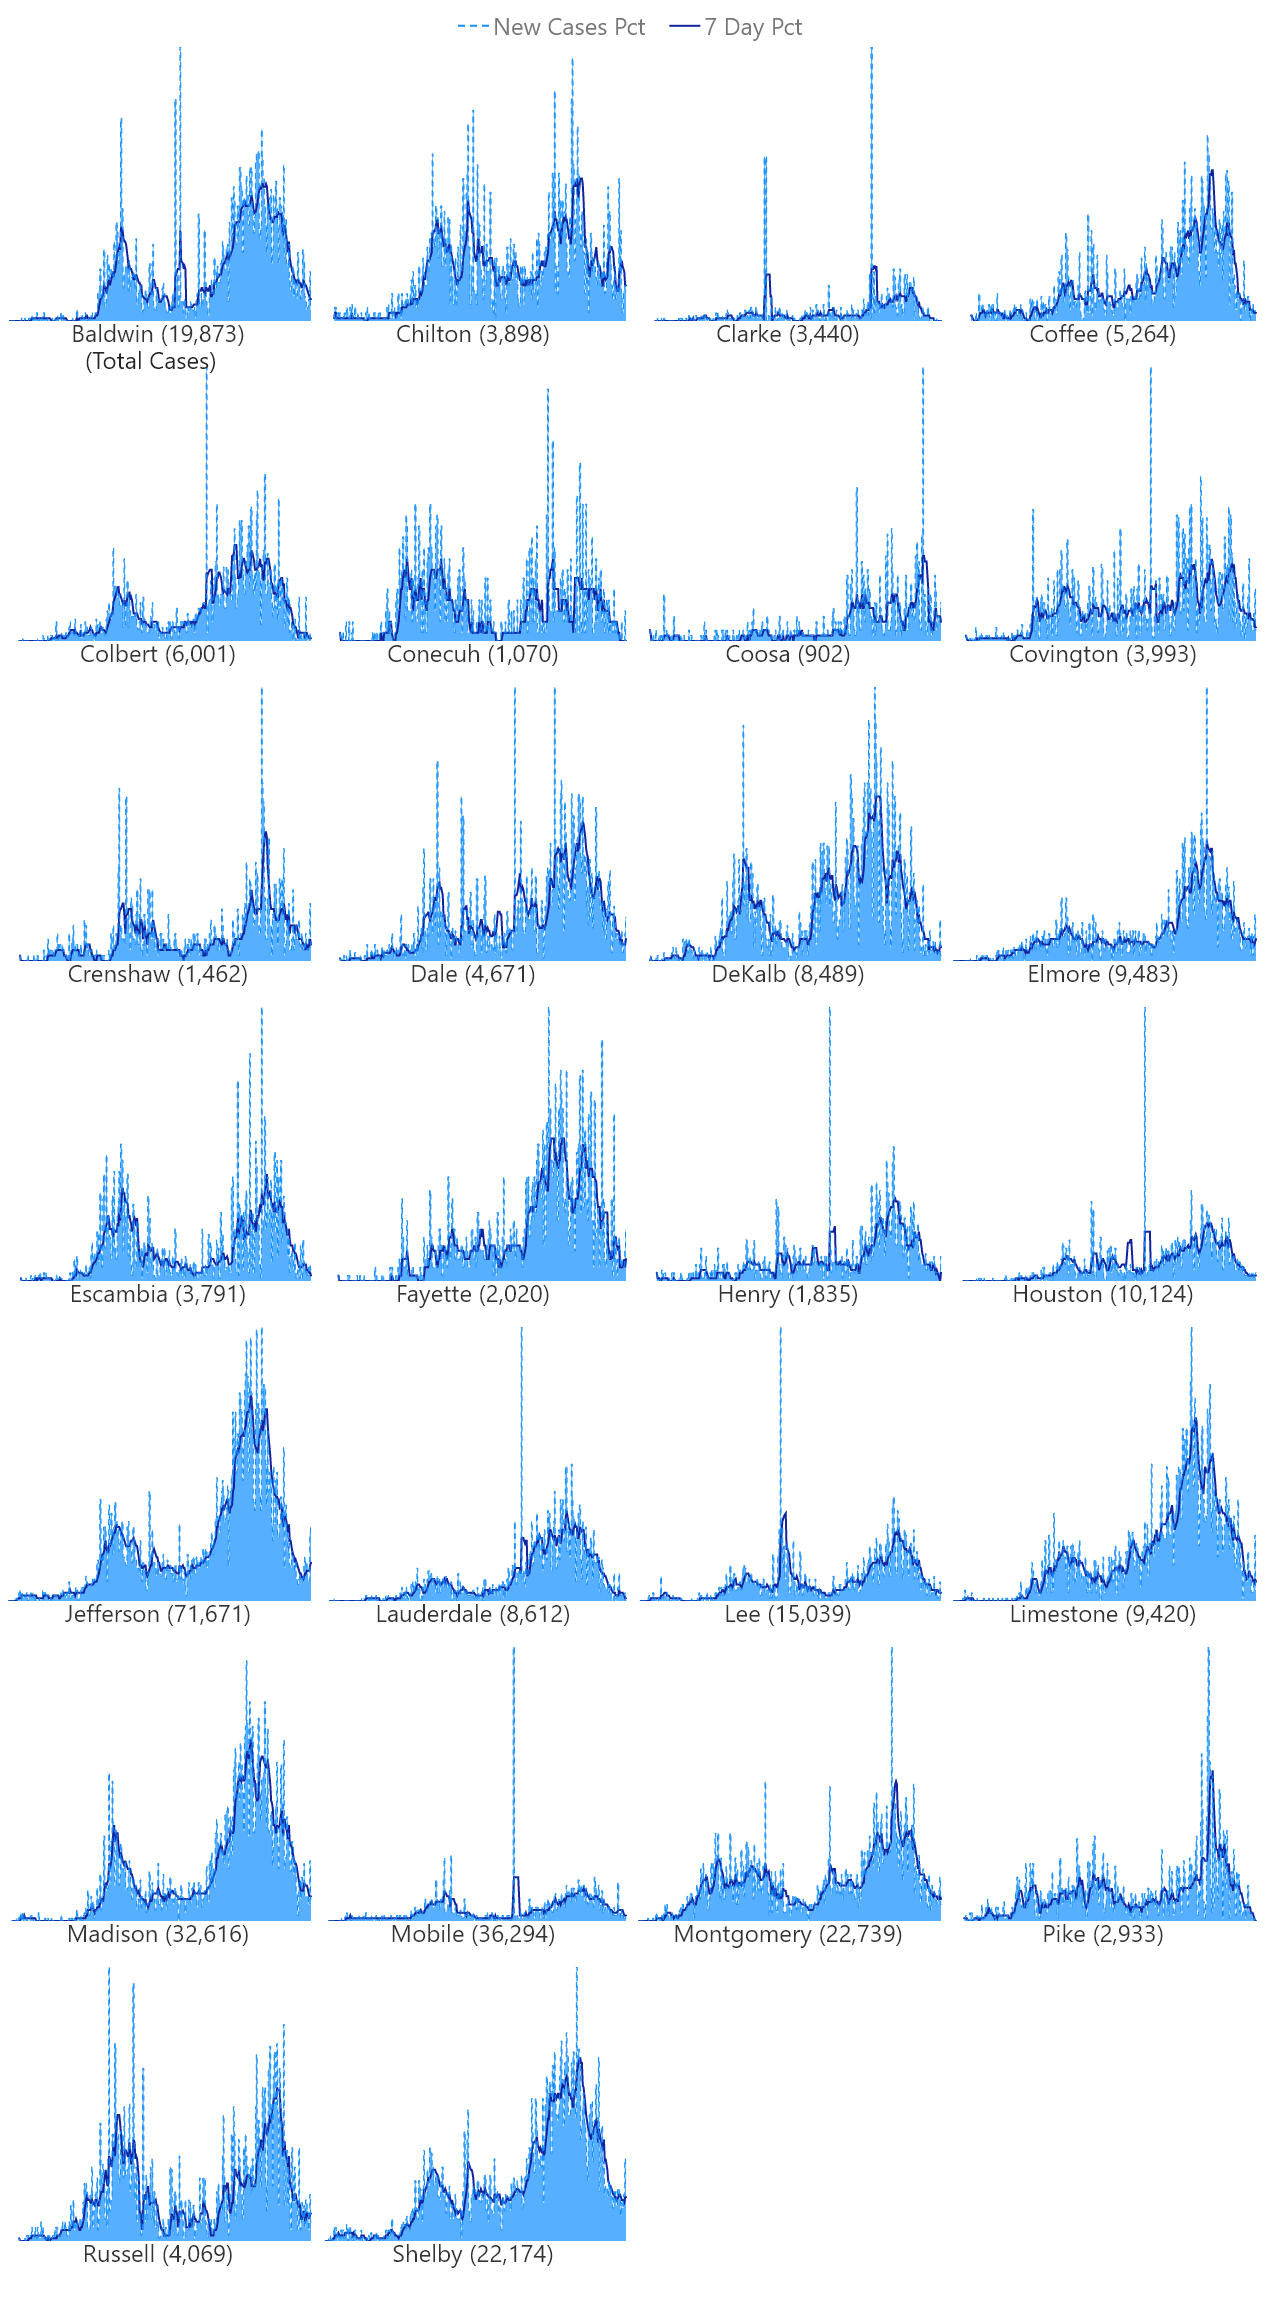 New Cases Pct 7 Day Pct
Baldwin (19,873) Chilton (3,898) Clarke (3,440) Coffee (5,264)
(Total Cases)
Colbert (6,001) Conecuh (1,070) Coosa (902) Covington (3,993)
Crenshaw (1,462) Dale (4,671) DeKalb (8,489) Elmore (9,483)
Escambia (3,791) Fayette (2,020) Henry (1,835) Houston (10,124)
Jefferson (71,671) Lauderdale (8,612) Lee (15,039) Limestone (9,420)
Madison (32,616) Mobile (36,294) Montgomery (22,739) Pike (2,933)
Russell (4,069) Shelby (22,174)